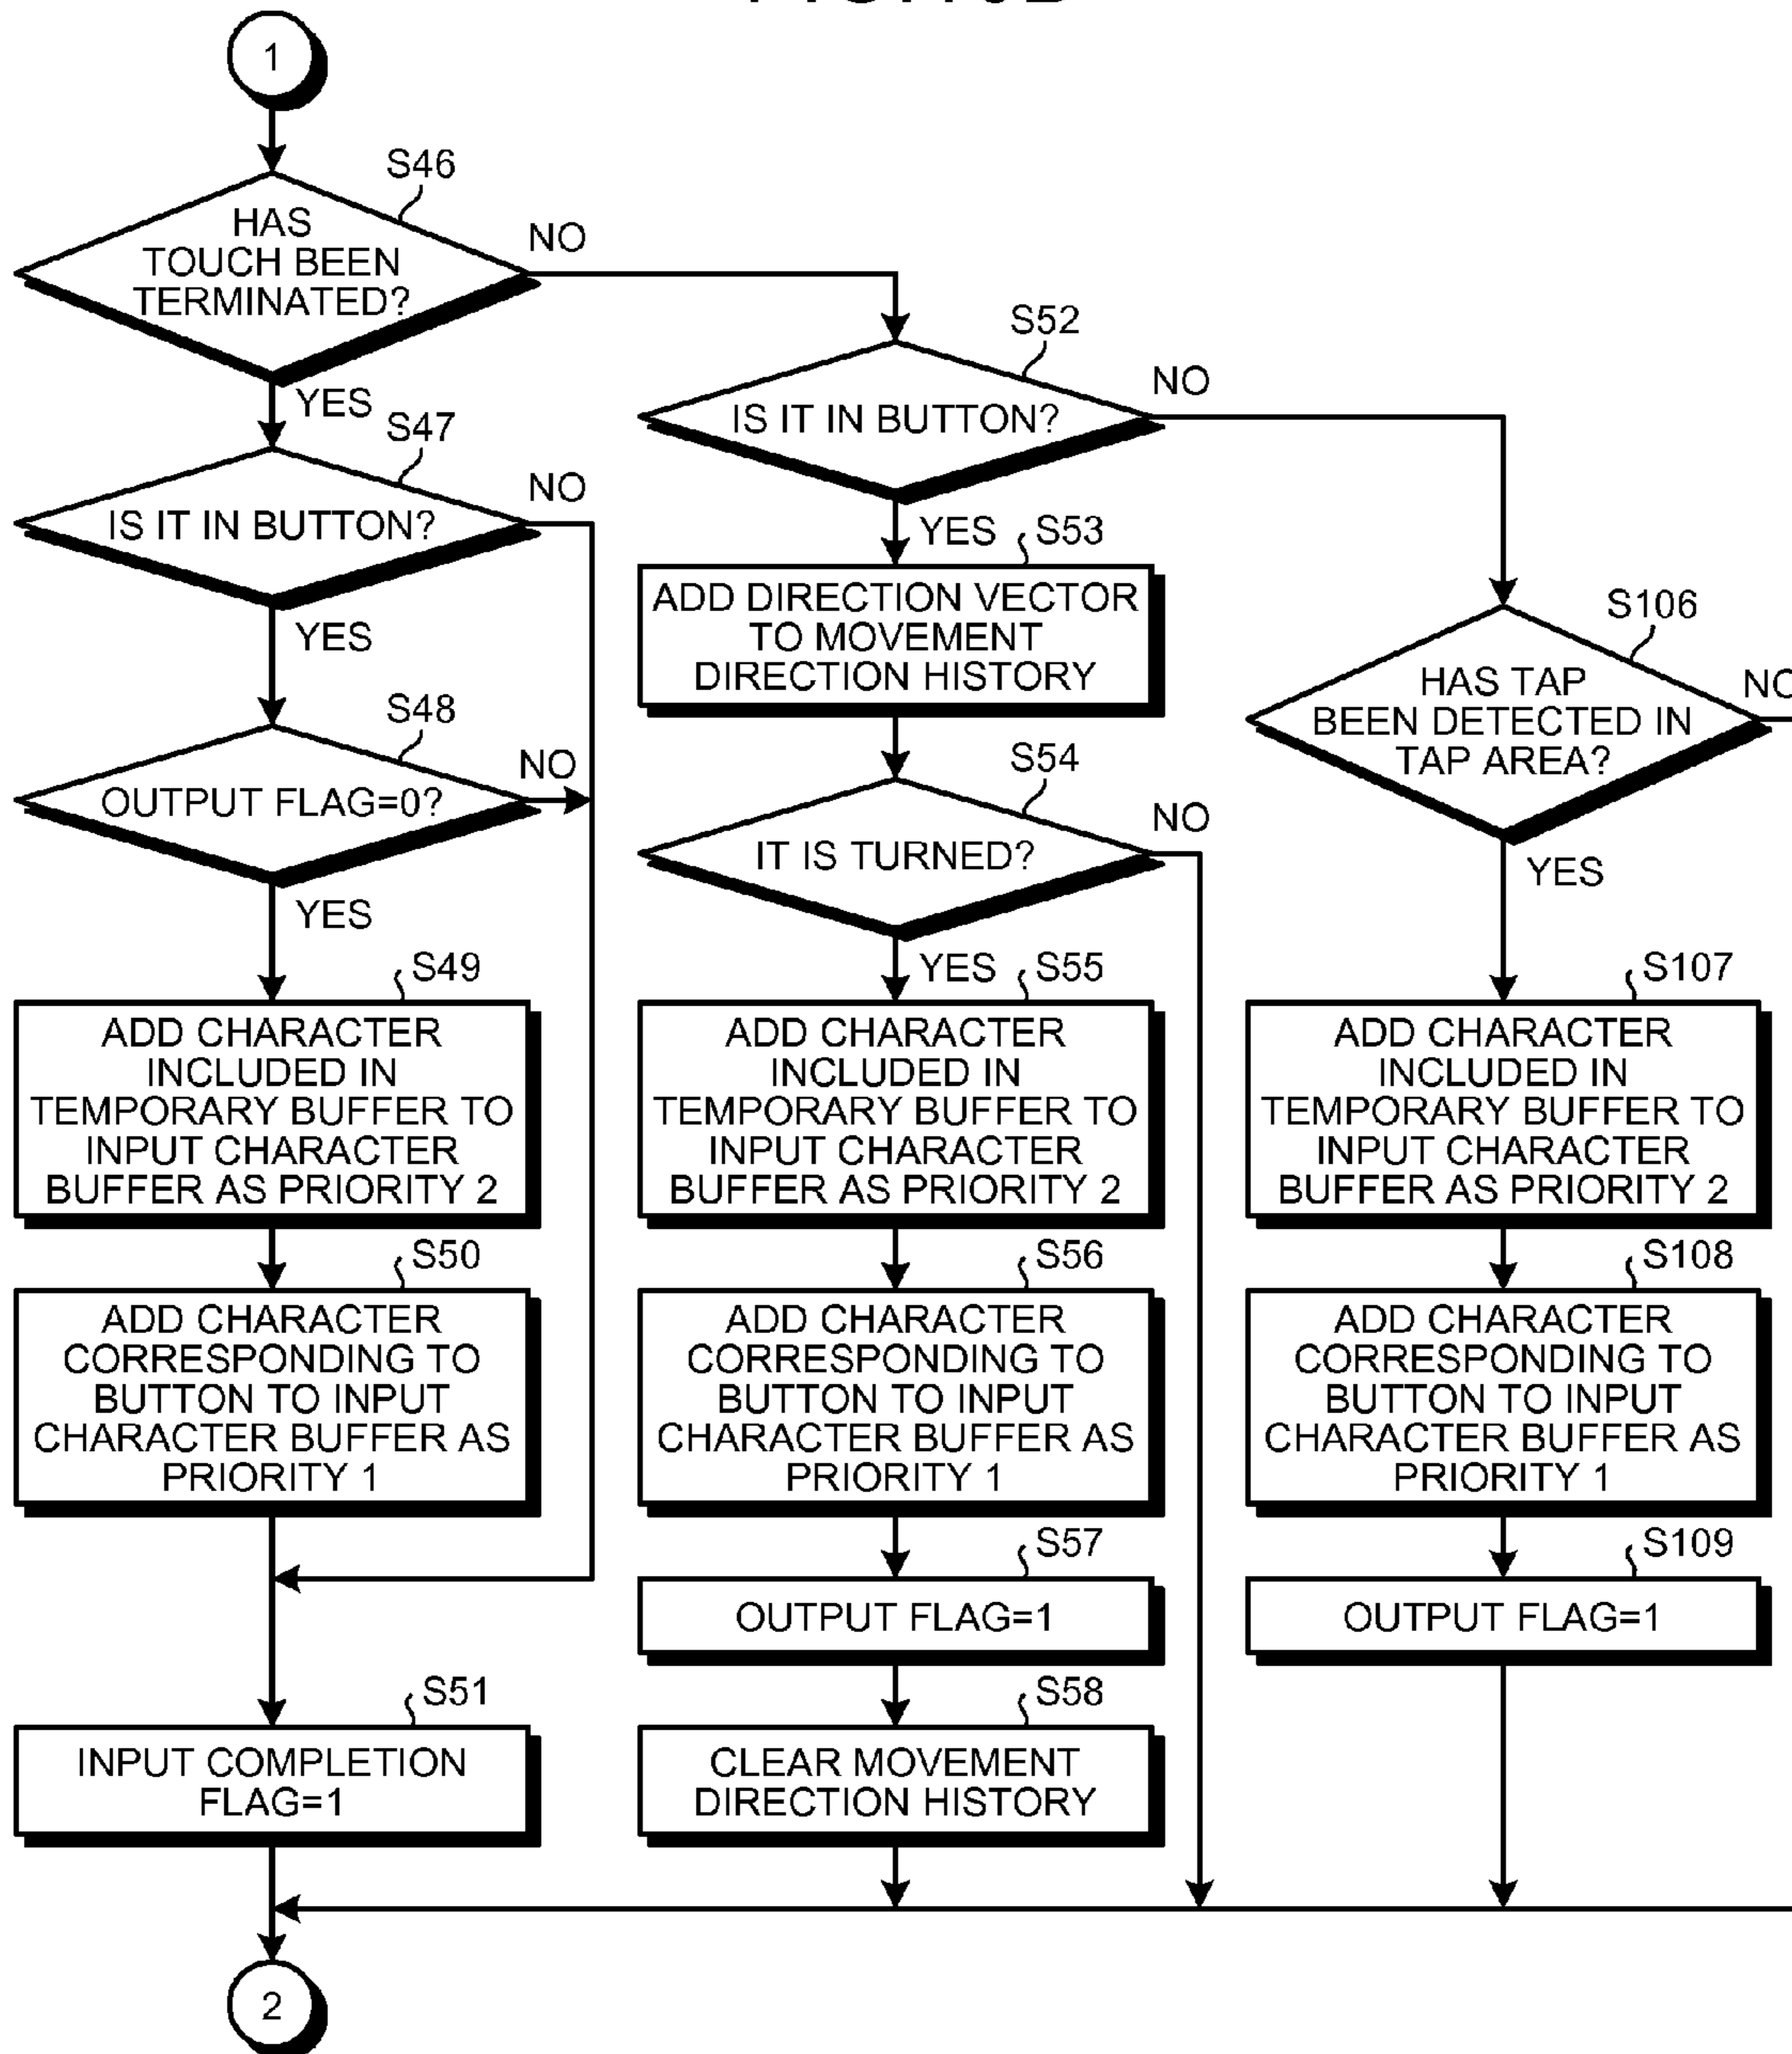 1
S46
HAS
TOUCH BEEN
TERMINATED?
NO
YES
S47
IS IT IN BUTTON?
NO
YES
S48
OUTPUT FLAG=0?
NO
YES
S49
ADD CHARACTER
INCLUDED IN
TEMPORARY BUFFER TO
INPUT CHARACTER
BUFFER AS PRIORITY 2
S50
ADD CHARACTER
CORRESPONDING TO
BUTTON TO INPUT
CHARACTER BUFFER AS
PRIORITY 1
S51
INPUT COMPLETION
FLAG=1
S52
IS IT IN BUTTON?
NO
YES
S53
ADD DIRECTION VECTOR
TO MOVEMENT
DIRECTION HISTORY
S54
IT IS TURNED?
NO
YES
S55
ADD CHARACTER
INCLUDED IN
TEMPORARY BUFFER TO
INPUT CHARACTER
BUFFER AS PRIORITY 2
S56
ADD CHARACTER
CORRESPONDING TO
BUTTON TO INPUT
CHARACTER BUFFER AS
PRIORITY 1
S57
OUTPUT FLAG=1
S58
CLEAR MOVEMENT
DIRECTION HISTORY
S106
HAS TAP
BEEN DETECTED IN
TAP AREA?
NO
YES
S107
ADD CHARACTER
INCLUDED IN
TEMPORARY BUFFER TO
INPUT CHARACTER
BUFFER AS PRIORITY 2
S108
ADD CHARACTER
CORRESPONDING TO
BUTTON TO INPUT
CHARACTER BUFFER AS
PRIORITY 1
S109
OUTPUT FLAG=1
2